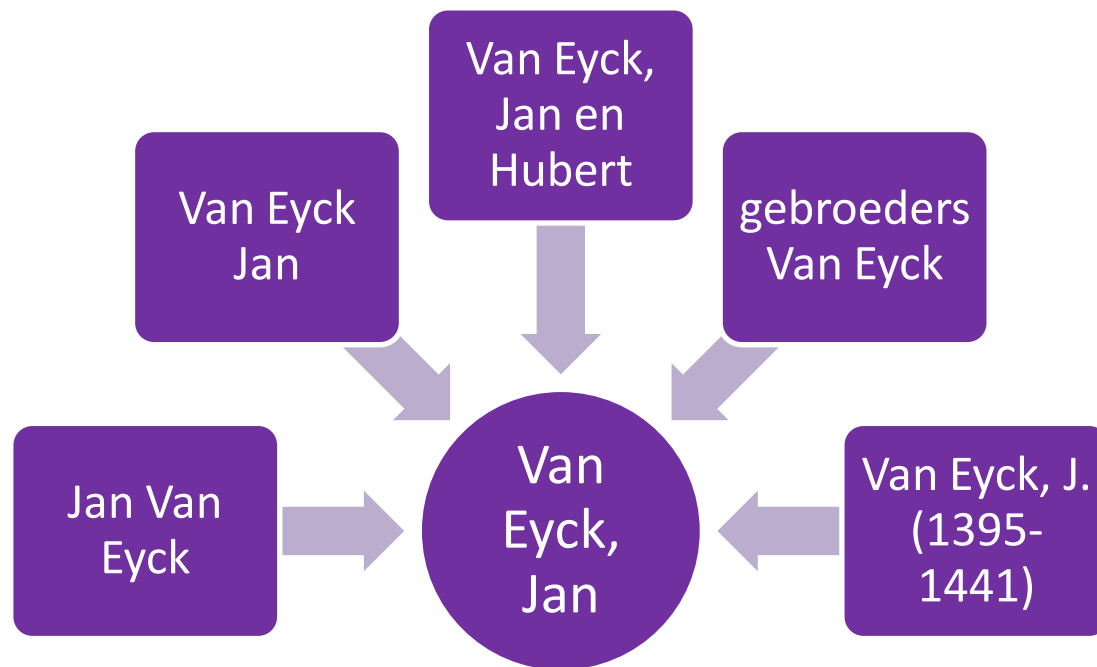 Van Eyck,
Jan en
Hubert
Van Eyck
Jan
gebroeders
Van Eyck
Jan Van
Eyck
Van
Eyck,
Jan
Van Eyck, J.
(1395-
1441)